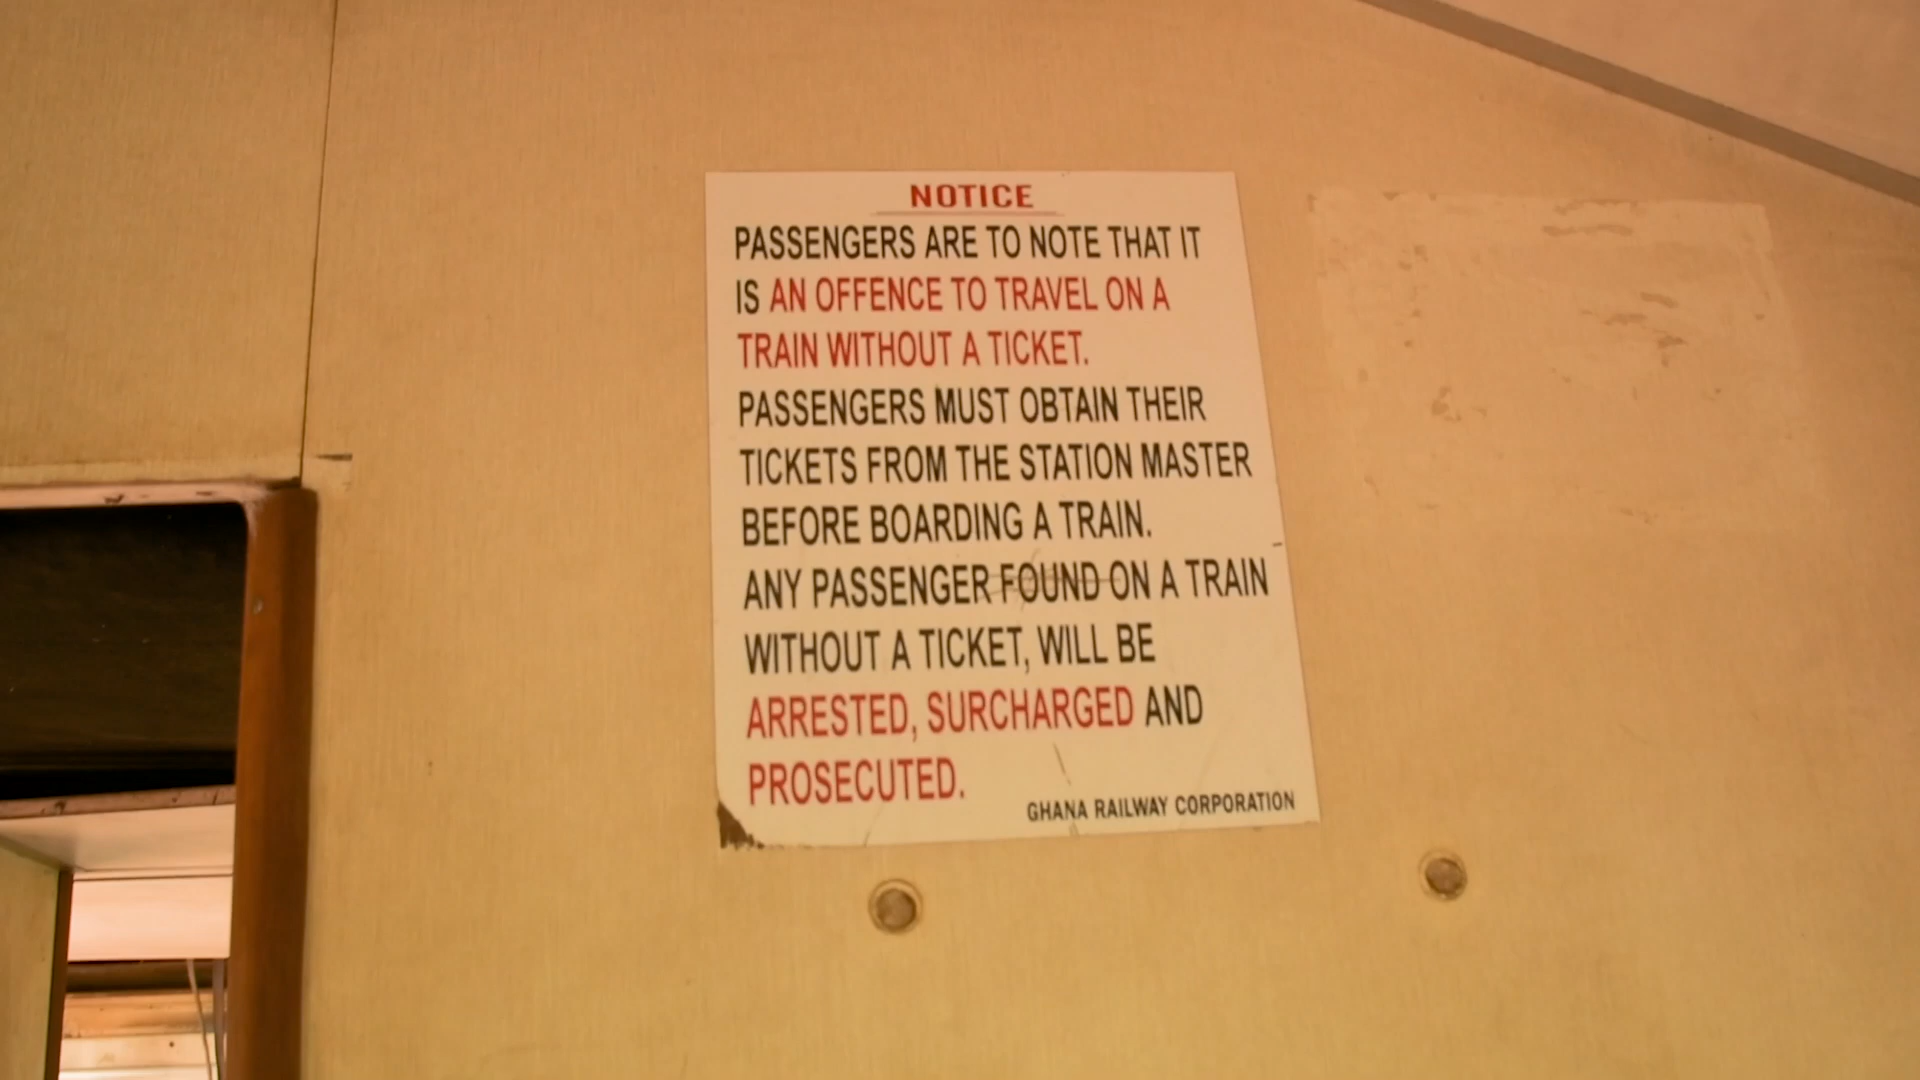 NOTICE
PASSENGERS ARE TO NOTE THAT IT
IS AN OFFENCE TO TRAVEL ON A
TRAIN WITHOUT A TICKET.
PASSENGERS MUST OBTAIN THEIR
TICKETS FROM THE STATION MASTER
BEFORE BOARDING A TRAIN.
ANY PASSENGER FOUND ON A TRAIN
WITHOUT A TICKET, WILL BE
ARRESTED, SURCHARGED AND
PROSECUTED.
GHANA RAILWAY CORPORATION